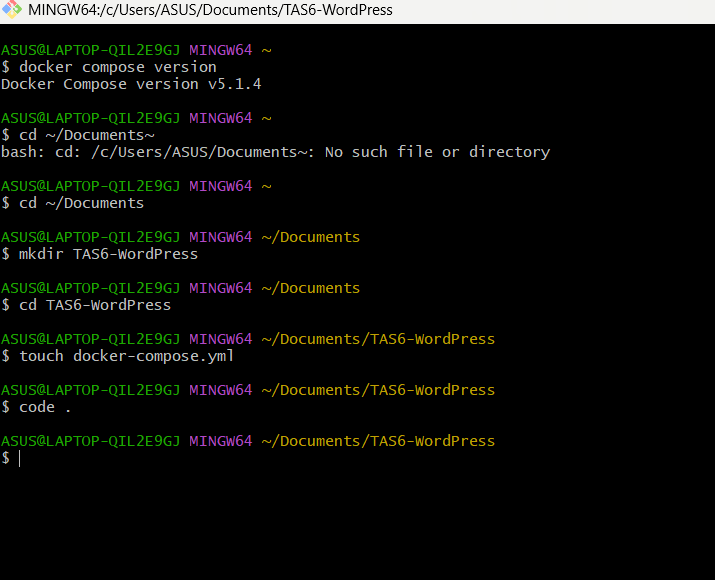 MINGW64:/c/Users/ASUS/Documents/TAS6-WordPress
ASUS@LAPTOP-QIL2E9GJ MINGW64 ~
$ docker compose version
Docker Compose version v5.1.4
ASUS@LAPTOP-QIL2E9GJ MINGW64 ~
$ cd ~/Documents~
bash: cd: /c/Users/ASUS/Documents~: No such file or directory
ASUS@LAPTOP-QIL2E9GJ MINGW64 ~
$ cd ~/Documents
ASUS@LAPTOP-QIL2E9GJ MINGW64 ~/Documents
$ mkdir TAS6-WordPress
ASUS@LAPTOP-QIL2E9GJ MINGW64 ~/Documents
$ cd TAS6-WordPress
ASUS@LAPTOP-QIL2E9GJ MINGW64 ~/Documents/TAS6-WordPress
$ touch docker-compose.yml
ASUS@LAPTOP-QIL2E9GJ MINGW64 ~/Documents/TAS6-WordPress
$ code .
ASUS@LAPTOP-QIL2E9GJ MINGW64 ~/Documents/TAS6-WordPress
$